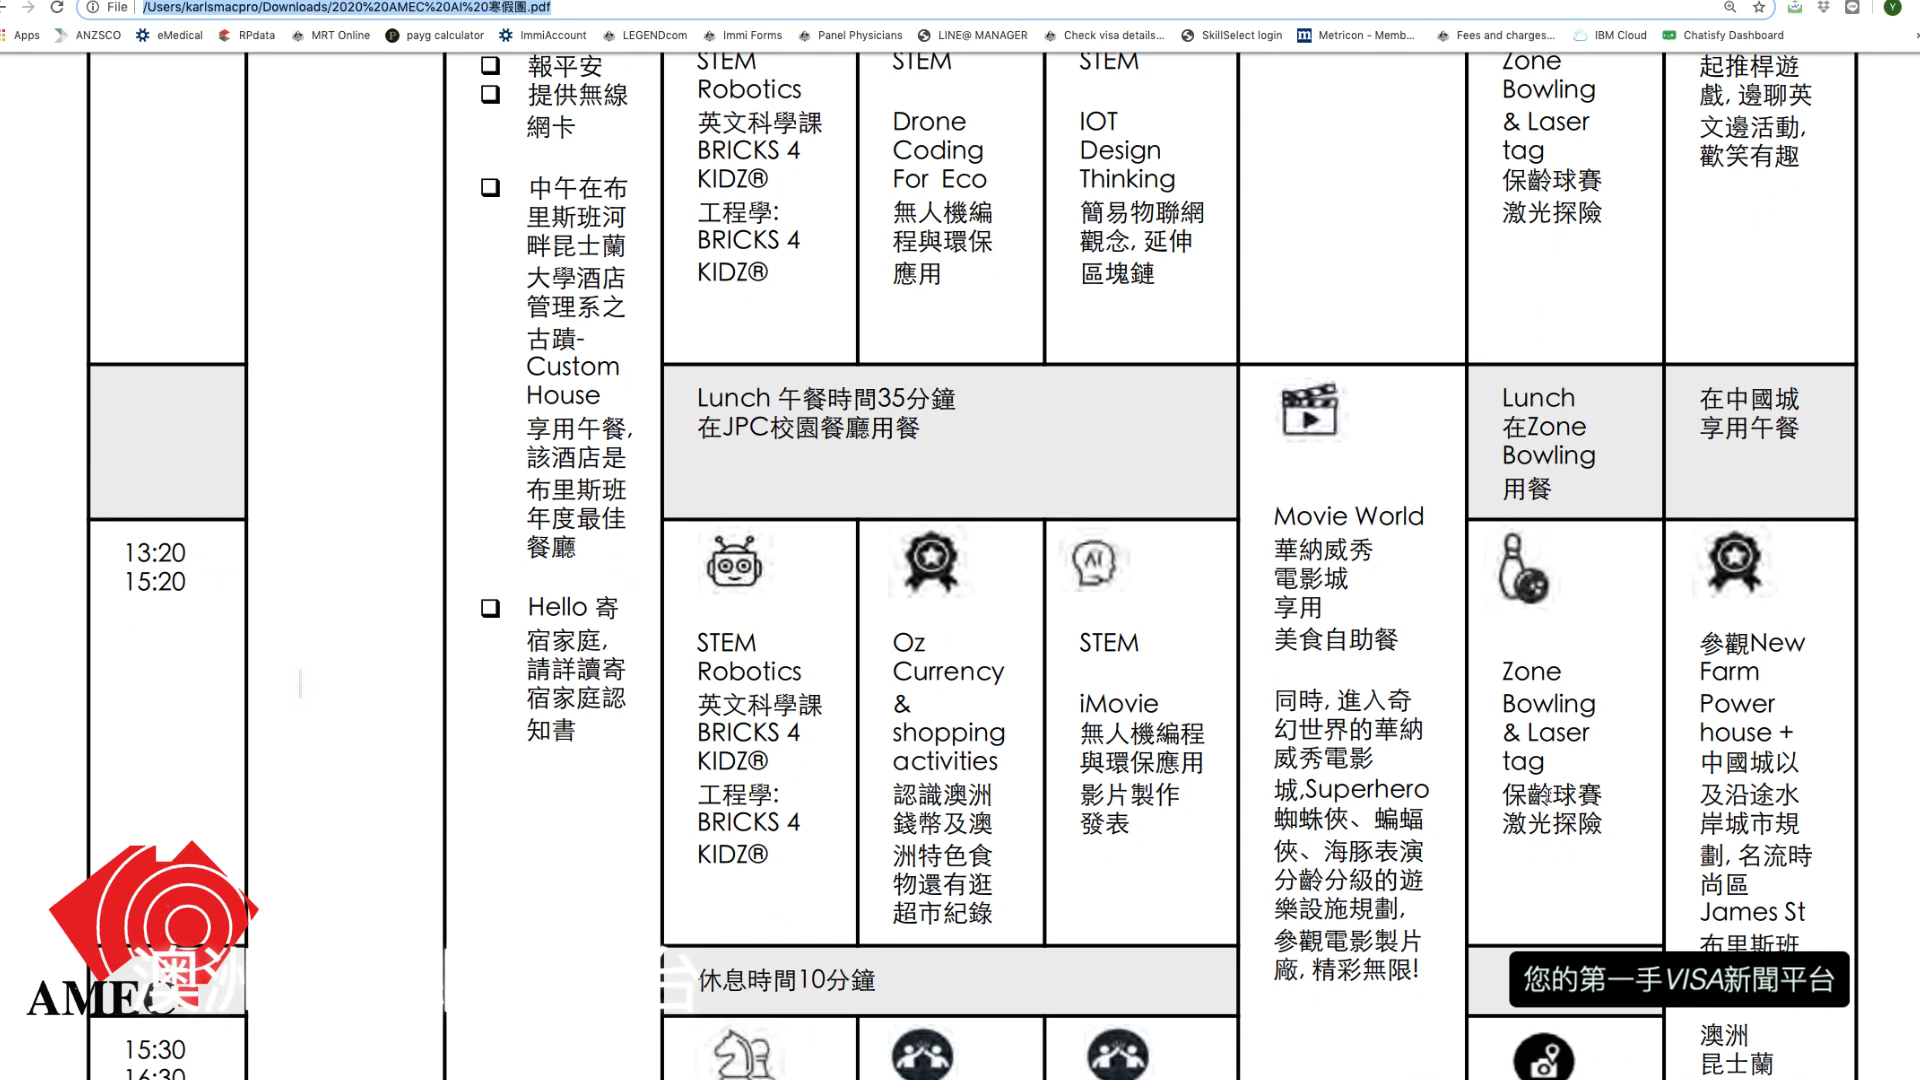 File
/Users/karlsmacpro/Downloads/2020%20AMEC%20AI%20寒假團.pdf
Y
Apps
ANZSCO
eMedical
RPdata
MRT Online
payg calculator
ImmiAccount
LEGENDcom
Immi Forms
Panel Physicians
LINE@ MANAGER
Check visa details...
SkillSelect login
Metricon - Memb...
Fees and charges...
IBM Cloud
Chatisfy Dashboard
報平安
提供無線
網卡
中午在布
里斯班河
畔昆士蘭
大學酒店
管理系之
古蹟-
Custom
House
享用午餐,
該酒店是
布里斯班
年度最佳
餐廳
Hello 寄
宿家庭,
請詳讀寄
宿家庭認
知書
STEM
Robotics
英文科學課
BRICKS 4
KIDZ®
工程學:
BRICKS 4
KIDZ®
STEM
Drone
Coding
For Eco
無人機編
程與環保
應用
STEM
IOT
Design
Thinking
簡易物聯網
觀念, 延伸
區塊鏈
Zone
Bowling
& Laser
tag
保齡球賽
激光探險
起推桿遊
戲, 邊聊英
文邊活動,
歡笑有趣
Lunch 午餐時間35分鐘
在JPC校園餐廳用餐
Lunch
在Zone
Bowling
用餐
在中國城
享用午餐
13:20
15:20
STEM
Robotics
英文科學課
BRICKS 4
KIDZ®
工程學:
BRICKS 4
KIDZ®
Oz
Currency
&
shopping
activities
認識澳洲
錢幣及澳
洲特色食
物還有逛
超市紀錄
AI
STEM
iMovie
無人機編程
與環保應用
影片製作
發表
Movie World
華納威秀
電影城
享用
美食自助餐
同時, 進入奇
幻世界的華納
威秀電影
城,Superhero
蜘蛛俠、蝙蝠
俠、海豚表演
分齡分級的遊
樂設施規劃,
參觀電影製片
廠, 精彩無限!
Zone
Bowling
& Laser
tag
保齡球賽
激光探險
參觀New
Farm
Power
house +
中國城以
及沿途水
岸城市規
劃, 名流時
尚區
James St
布里斯班
澳洲
昆士蘭
休息時間10分鐘
15:30
16:30
AMEC
澳洲
台
您的第一手VISA新聞平台